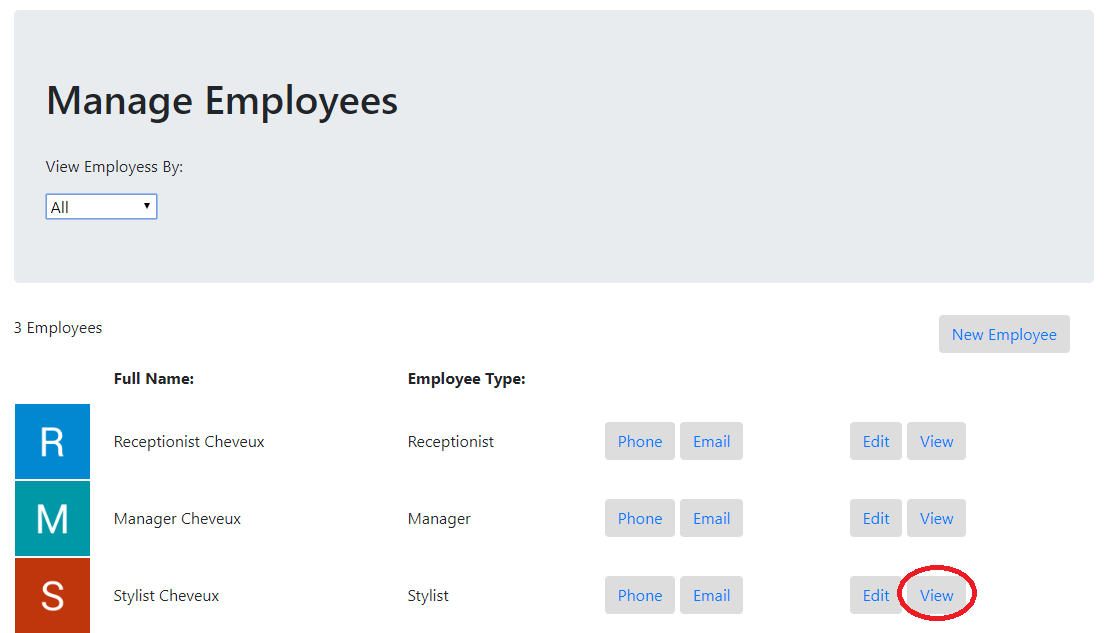 Manage Employees
View Employess By:
All
3 Employees
New Employee
Full Name: Employee Type:
R Receptionist Cheveux Receptionist Phone Email Edit View
M Manager Cheveux Manager Phone Email Edit View
S Stylist Cheveux Stylist Phone Email Edit View